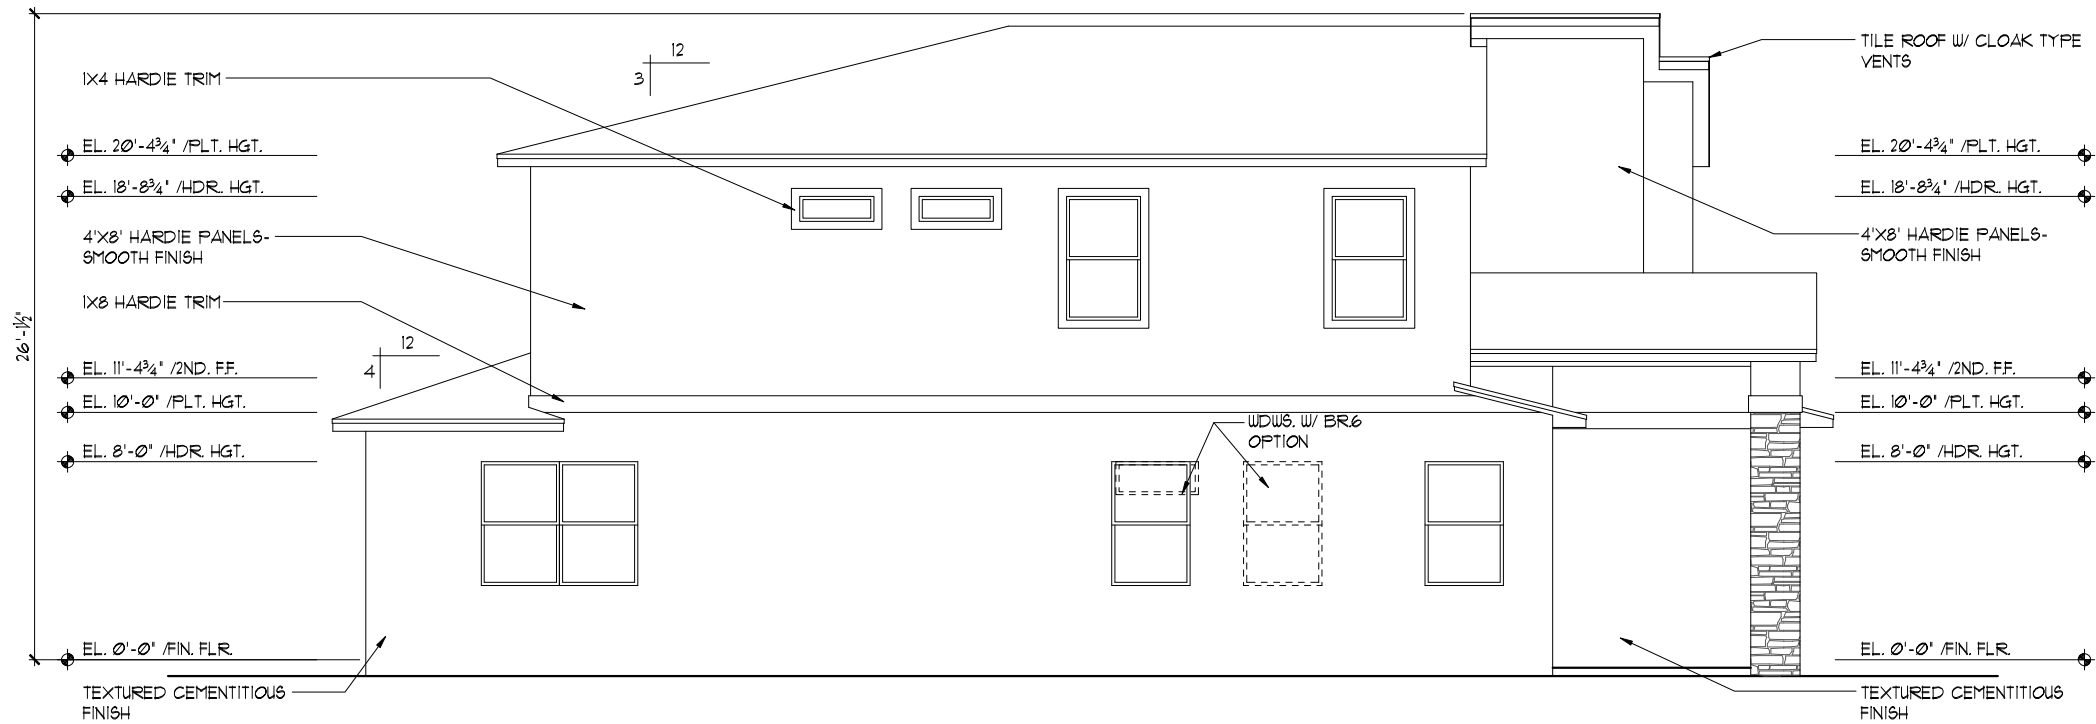 26'-1½"
12
3
1X4 HARDIE TRIM
EL. 20'-4¾" /PLT. HGT.
EL. 18'-8¾" /HDR. HGT.
4'X8' HARDIE PANELS-
SMOOTH FINISH
1X8 HARDIE TRIM
12
4
EL. 11'-4¾" /2ND. F.F.
EL. 10'-0" /PLT. HGT.
EL. 8'-0" /HDR. HGT.
EL. 0'-0" /FIN. FLR.
TEXTURED CEMENTITIOUS
FINISH
WDWS. W/ BR.6
OPTION
TILE ROOF W/ CLOAK TYPE
VENTS
EL. 20'-4¾" /PLT. HGT.
EL. 18'-8¾" /HDR. HGT.
4'X8' HARDIE PANELS-
SMOOTH FINISH
EL. 11'-4¾" /2ND. F.F.
EL. 10'-0" /PLT. HGT.
EL. 8'-0" /HDR. HGT.
EL. 0'-0" /FIN. FLR.
TEXTURED CEMENTITIOUS
FINISH